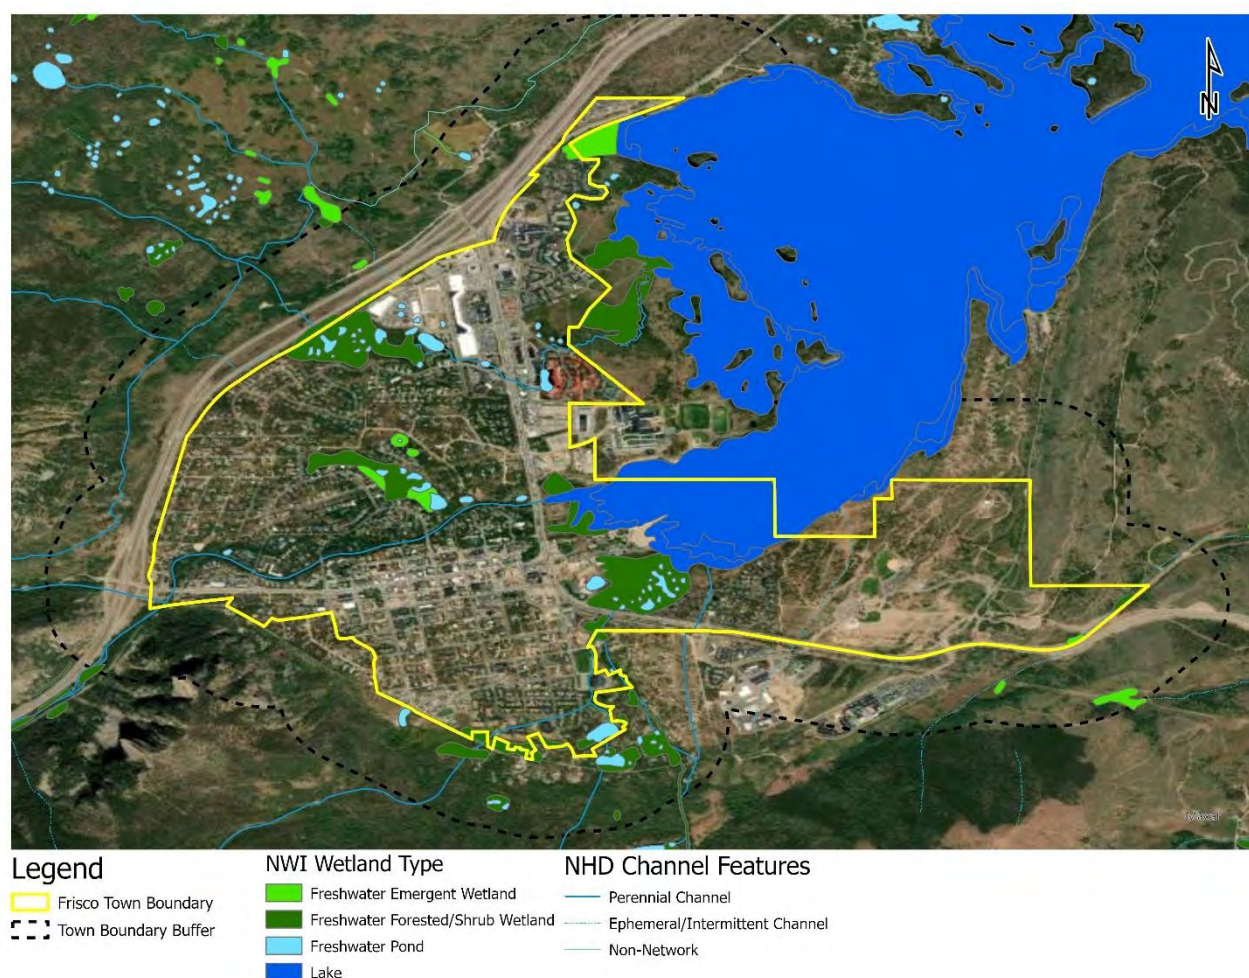 N
Maxar
Legend
Frisco Town Boundary
Town Boundary Buffer
NWI Wetland Type
Freshwater Emergent Wetland
Freshwater Forested/Shrub Wetland
Freshwater Pond
Lake
NHD Channel Features
Perennial Channel
Ephemeral/Intermittent Channel
Non-Network